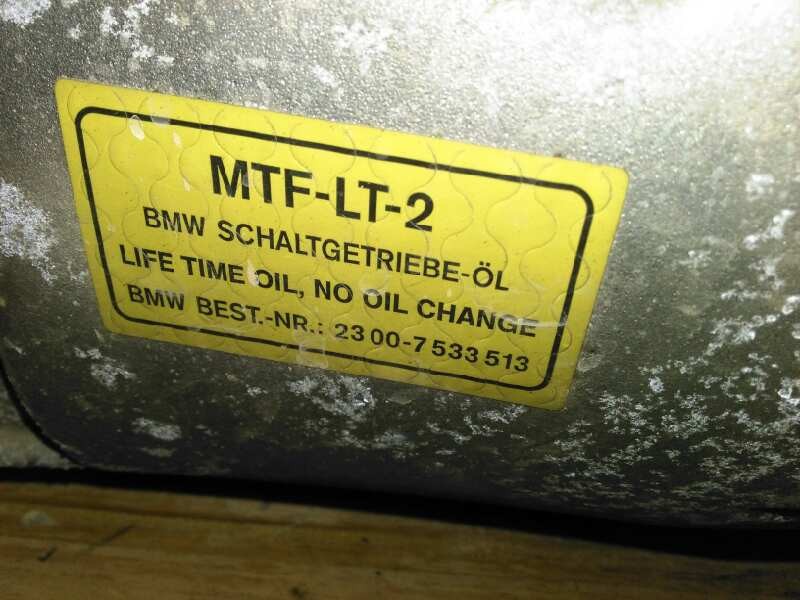 MTF-LT-2
BMW SCHALTGETRIEBE-ÖL
LIFE TIME OIL, NO OIL CHANGE
BMW BEST.-NR.: 23 00-7 533 513